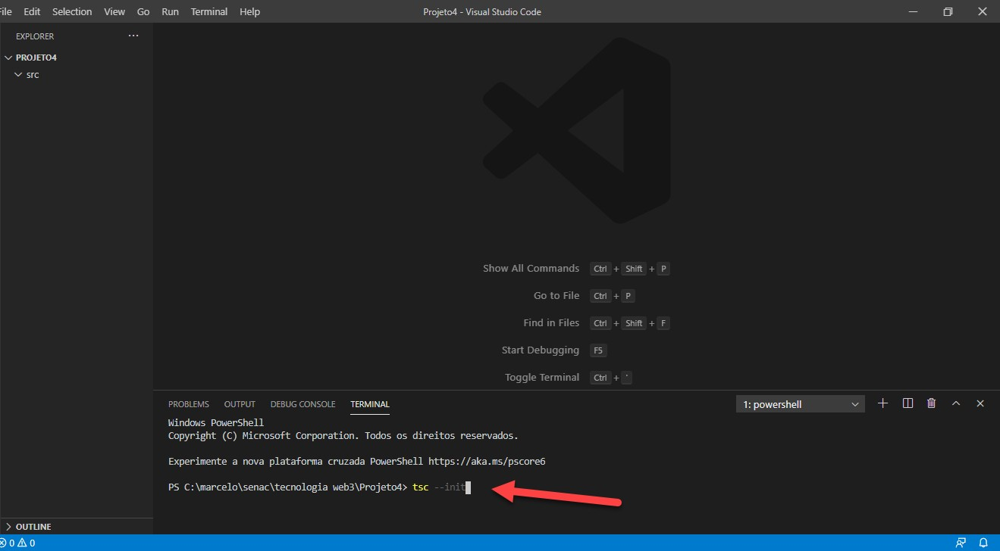 File Edit Selection View Go Run Terminal Help
Projeto4 - Visual Studio Code
EXPLORER
PROJETO4
src
Show All Commands Ctrl + Shift + P
Go to File Ctrl + P
Find in Files Ctrl + Shift + F
Start Debugging F5
Toggle Terminal Ctrl + `
PROBLEMS OUTPUT DEBUG CONSOLE TERMINAL
1: powershell
Windows PowerShell
Copyright (C) Microsoft Corporation. Todos os direitos reservados.
Experimente a nova plataforma cruzada PowerShell https://aka.ms/pscore6
PS C:\marcelo\senac\tecnologia web3\Projeto4> tsc --init
OUTLINE
0 0